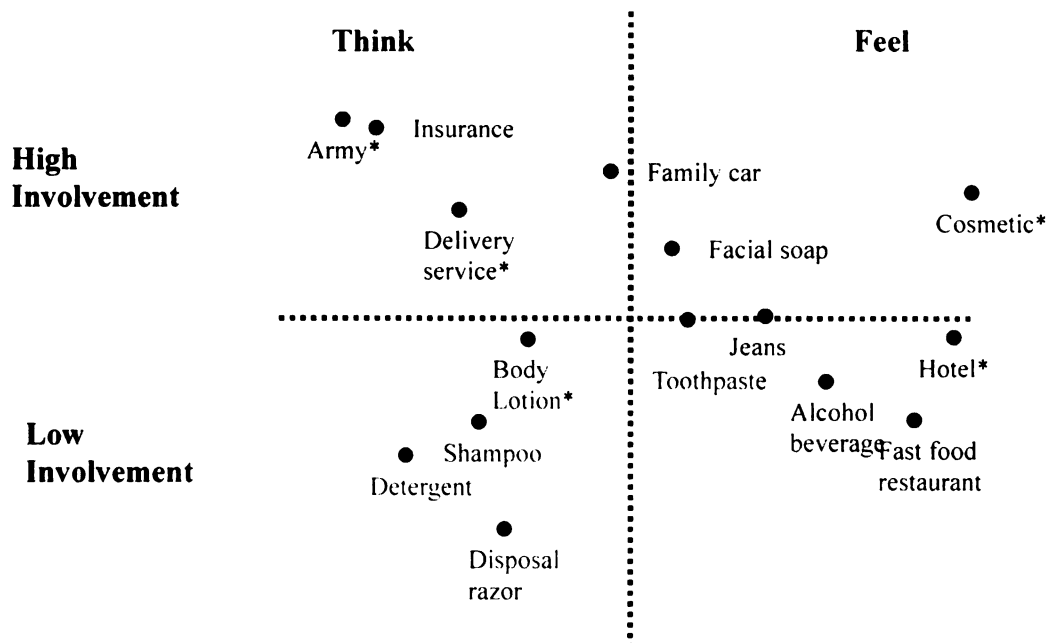 Think
Feel
Insurance
Army*
High
Involvement
Family car
Cosmetic*
Delivery
service*
Facial soap
Jeans
Hotel*
Body
Lotion*
Toothpaste
Alcohol
beverage
Low
Involvement
Shampoo
Fast food
restaurant
Detergent
Disposal
razor